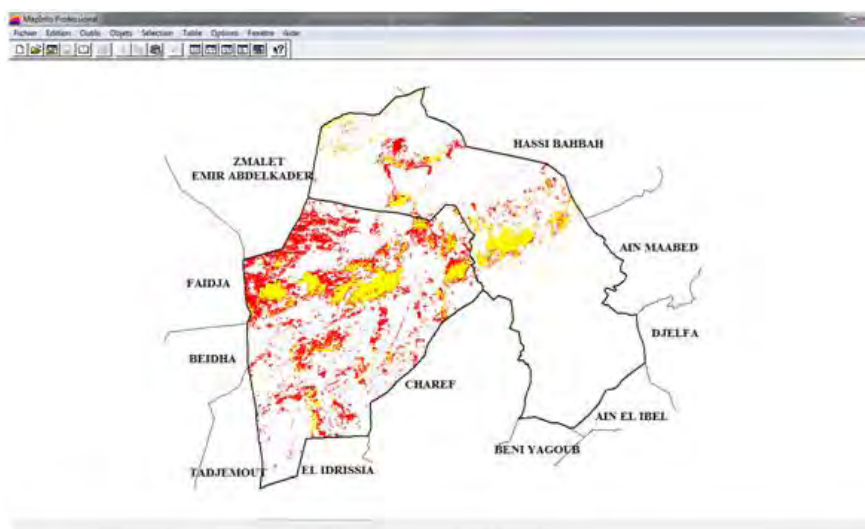 MapInfo Professional
Fichier Edition Outils Objets Sélection Table Options Fenêtre Aide
HASSI BAHBAH
ZMALET
EMIR ABDELKADER
AIN MAABED
FAIDJA
DJELFA
BEIDHA
CHAREF
AIN EL IBEL
BENI YAGOUB
TADJEMOUT
EL IDRISSIA